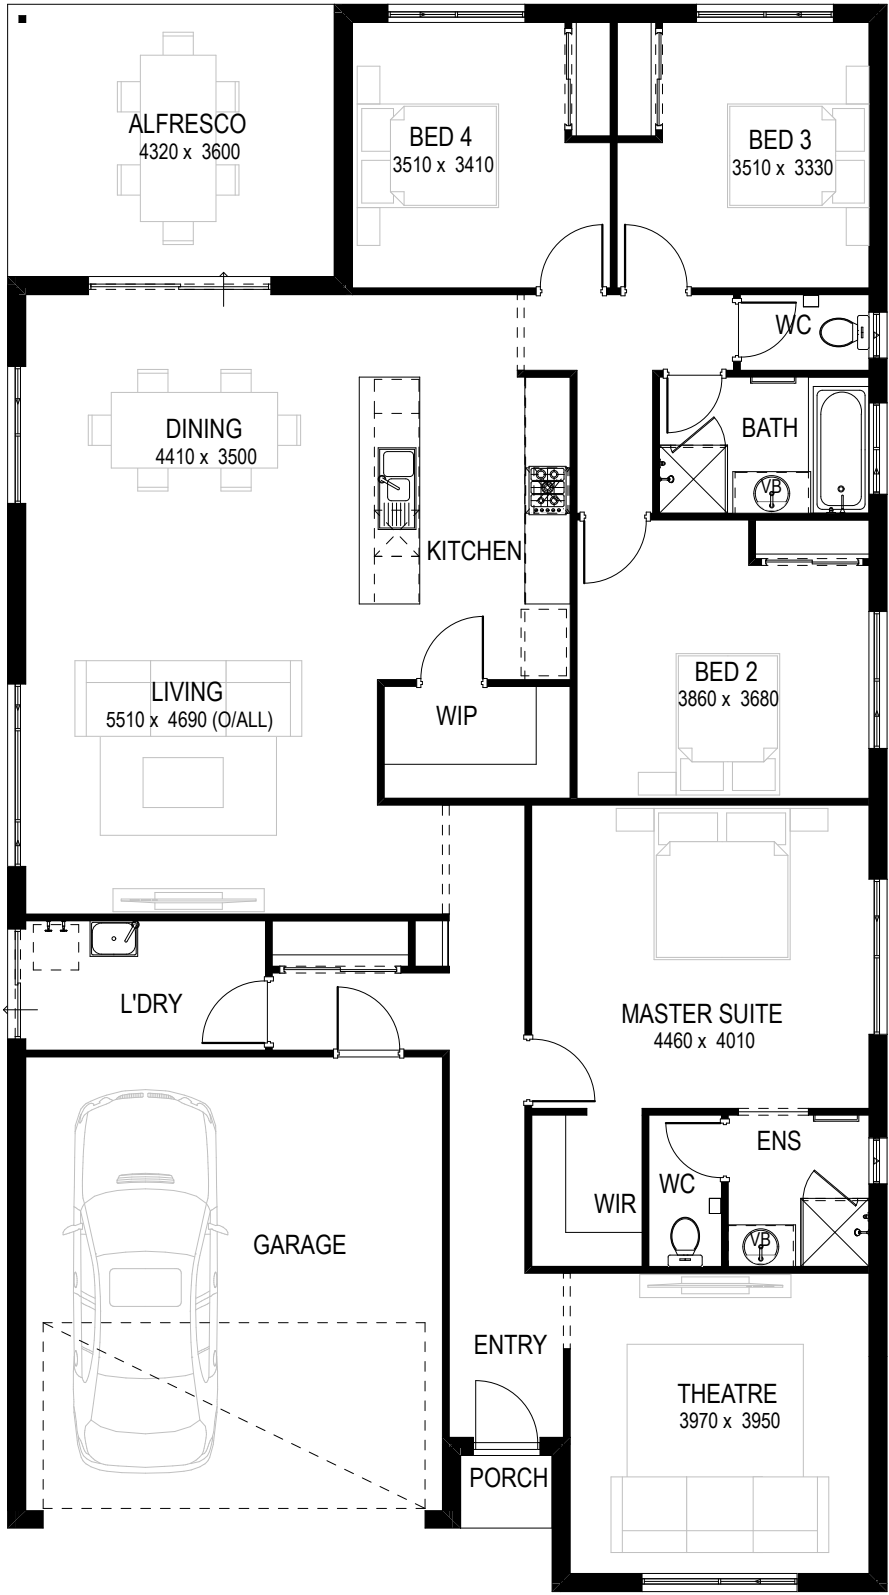 ALFRESCO
4320 x 3600
BED 4
3510 x 3410
BED 3
3510 x 3330
WC
BATH
VB
DINING
4410 x 3500
KITCHEN
BED 2
3860 x 3680
LIVING
5510 x 4690 (O/ALL)
WIP
L'DRY
MASTER SUITE
4460 x 4010
ENS
WC
WIR
VB
GARAGE
ENTRY
THEATRE
3970 x 3950
PORCH